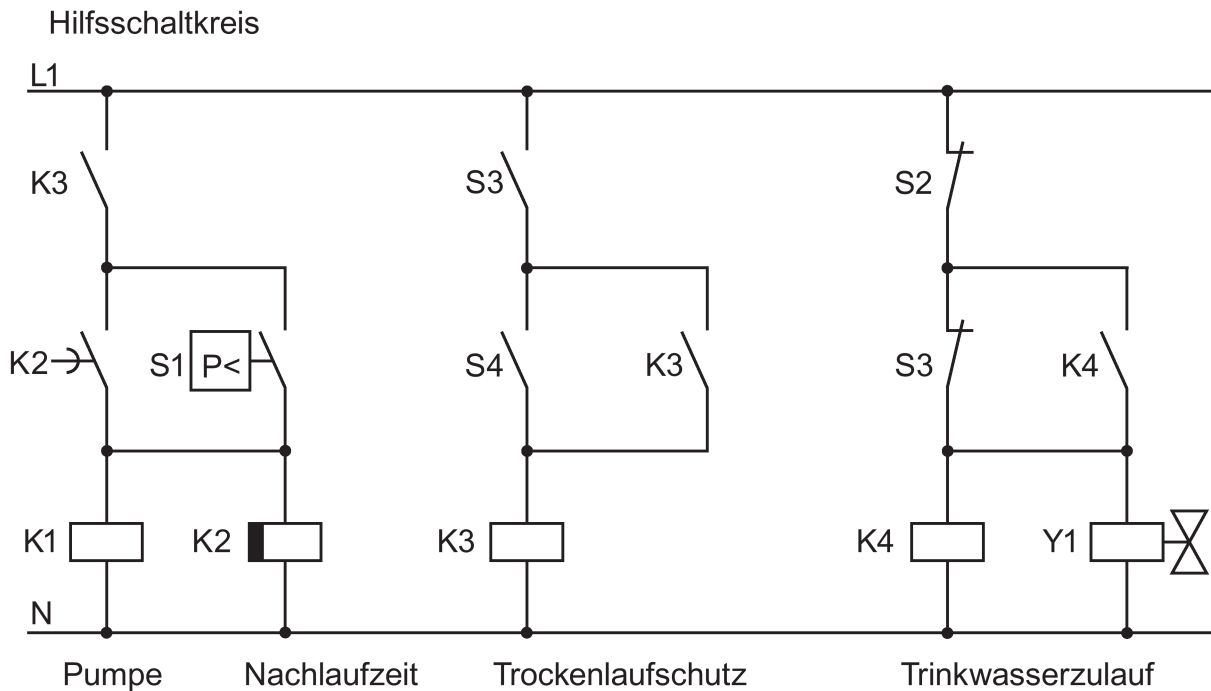 Hilfsschaltkreis
L1
K3 S3 S2
K2 S1 P< S4 K3 S3 K4
K1 K2 K3 K4 Y1
N
Pumpe Nachlaufzeit Trockenlaufschutz Trinkwasserzulauf